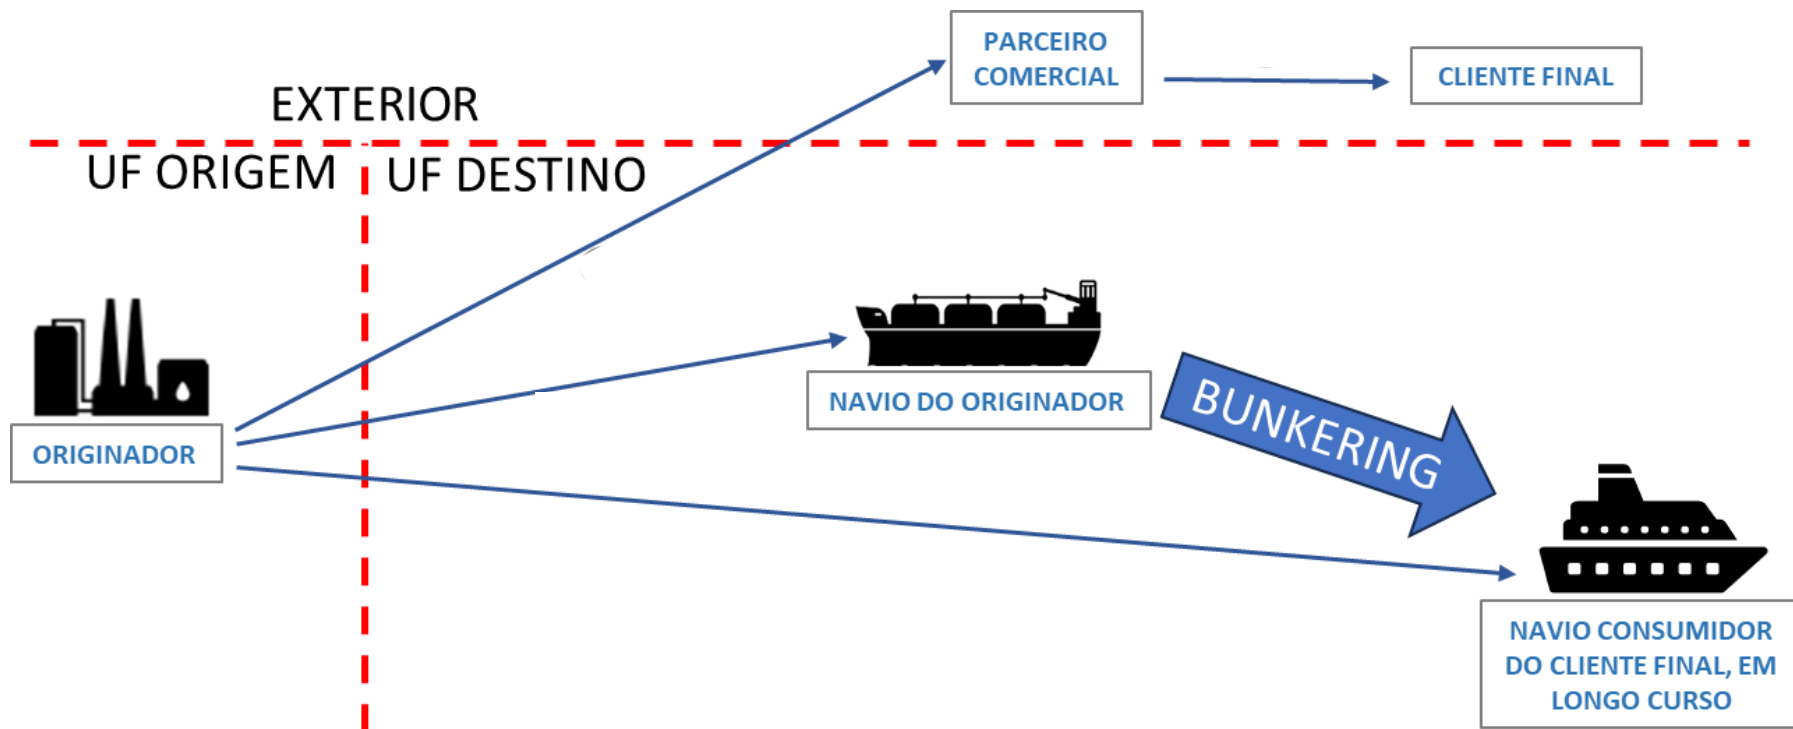 PARCEIRO
COMERCIAL
CLIENTE FINAL
EXTERIOR
UF ORIGEM
UF DESTINO
NAVIO DO ORIGINADOR
BUNKERING
ORIGINADOR
NAVIO CONSUMIDOR
DO CLIENTE FINAL, EM
LONGO CURSO